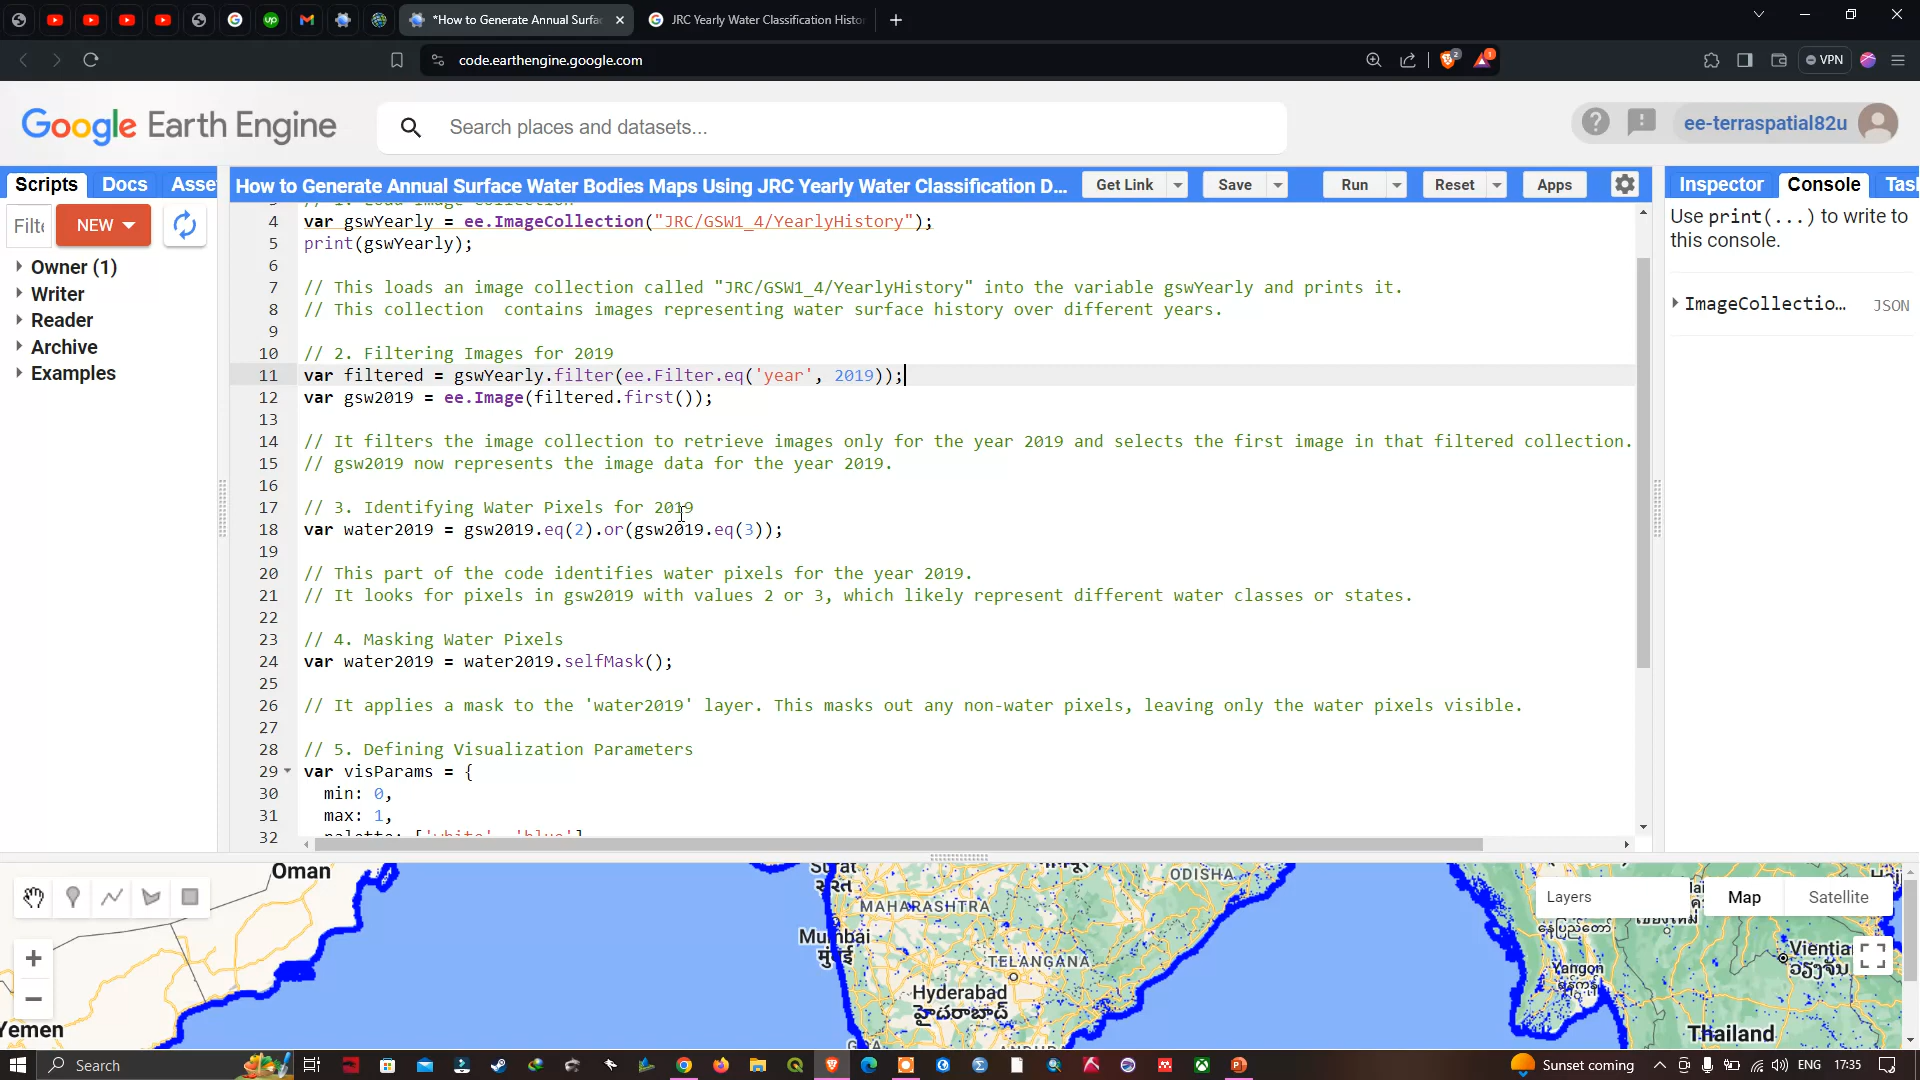 *How to Generate Annual Surfa
JRC Yearly Water Classification Histo
code.earthengine.google.com
2
1
VPN
Google Earth Engine
Search places and datasets...
ee-terraspatial82u
Scripts
Docs
Asse
How to Generate Annual Surface Water Bodies Maps Using JRC Yearly Water Classification D...
Get Link
Save
Run
Reset
Apps
Inspector
Console
Tas
Filte
NEW
Owner (1)
Writer
Reader
Archive
Examples
4 var gswYearly = ee.ImageCollection("JRC/GSW1_4/YearlyHistory");
5 print(gswYearly);
6
7 // This loads an image collection called "JRC/GSW1_4/YearlyHistory" into the variable gswYearly and prints it.
8 // This collection  contains images representing water surface history over different years.
9
10 // 2. Filtering Images for 2019
11 var filtered = gswYearly.filter(ee.Filter.eq('year', 2019));
12 var gsw2019 = ee.Image(filtered.first());
13
14 // It filters the image collection to retrieve images only for the year 2019 and selects the first image in that filtered collection.
15 // gsw2019 now represents the image data for the year 2019.
16
17 // 3. Identifying Water Pixels for 2019
18 var water2019 = gsw2019.eq(2).or(gsw2019.eq(3));
19
20 // This part of the code identifies water pixels for the year 2019.
21 // It looks for pixels in gsw2019 with values 2 or 3, which likely represent different water classes or states.
22
23 // 4. Masking Water Pixels
24 var water2019 = water2019.selfMask();
25
26 // It applies a mask to the 'water2019' layer. This masks out any non-water pixels, leaving only the water pixels visible.
27
28 // 5. Defining Visualization Parameters
29 var visParams = {
30 min: 0,
31 max: 1,
32 palette: ['white', 'blue']
Use print(...) to write to
this console.
ImageCollectio... JSON
Oman
Yemen
Surat
MAHARASHTRA
Mumbai
मुंबई
ODISHA
TELANGANA
Hyderabad
Layers
Map
Satellite
Vientia
Yangon
Thailand
Search
Sunset coming
ENG
17:35